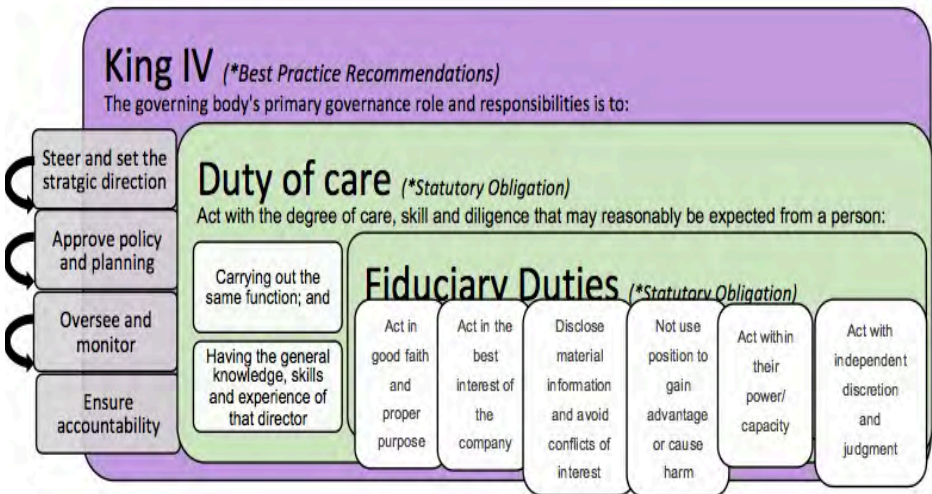 King IV (*Best Practice Recommendations)
The governing body's primary governance role and responsibilities is to:
Steer and set the
stratgic direction
Approve policy
and planning
Oversee and
monitor
Ensure
accountability
Duty of care (*Statutory Obligation)
Act with the degree of care, skill and diligence that may reasonably be expected from a person:
Carrying out the
same function; and
Having the general
knowledge, skills
and experience of
that director
Fiduciary Duties (*Statutory Obligation)
Act in
good faith
and
proper
purpose
Act in the
best
interest of
the
company
Disclose
material
information
and avoid
conflicts of
interest
Not use
position to
gain
advantage
or cause
harm
Act within
their
power/
capacity
Act with
independent
discretion
and
judgment